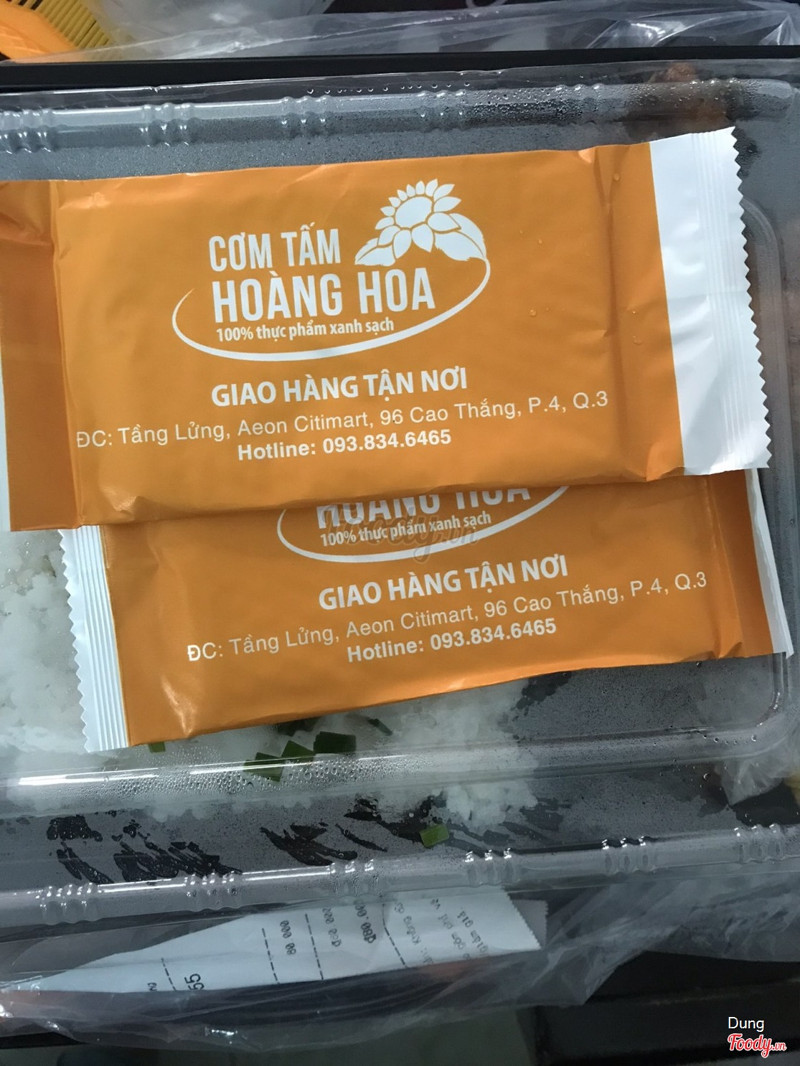 CƠM TẤM
HOÀNG HOA
100% thực phẩm xanh sạch
GIAO HÀNG TẬN NƠI
ĐC: Tầng Lửng, Aeon Citimart, 96 Cao Thắng, P.4, Q.3
Hotline: 093.834.6465
HOÀNG HOA
100% thực phẩm xanh sạch
GIAO HÀNG TẬN NƠI
ĐC: Tầng Lửng, Aeon Citimart, 96 Cao Thắng, P.4, Q.3
Hotline: 093.834.6465
Dung
Foody.vn